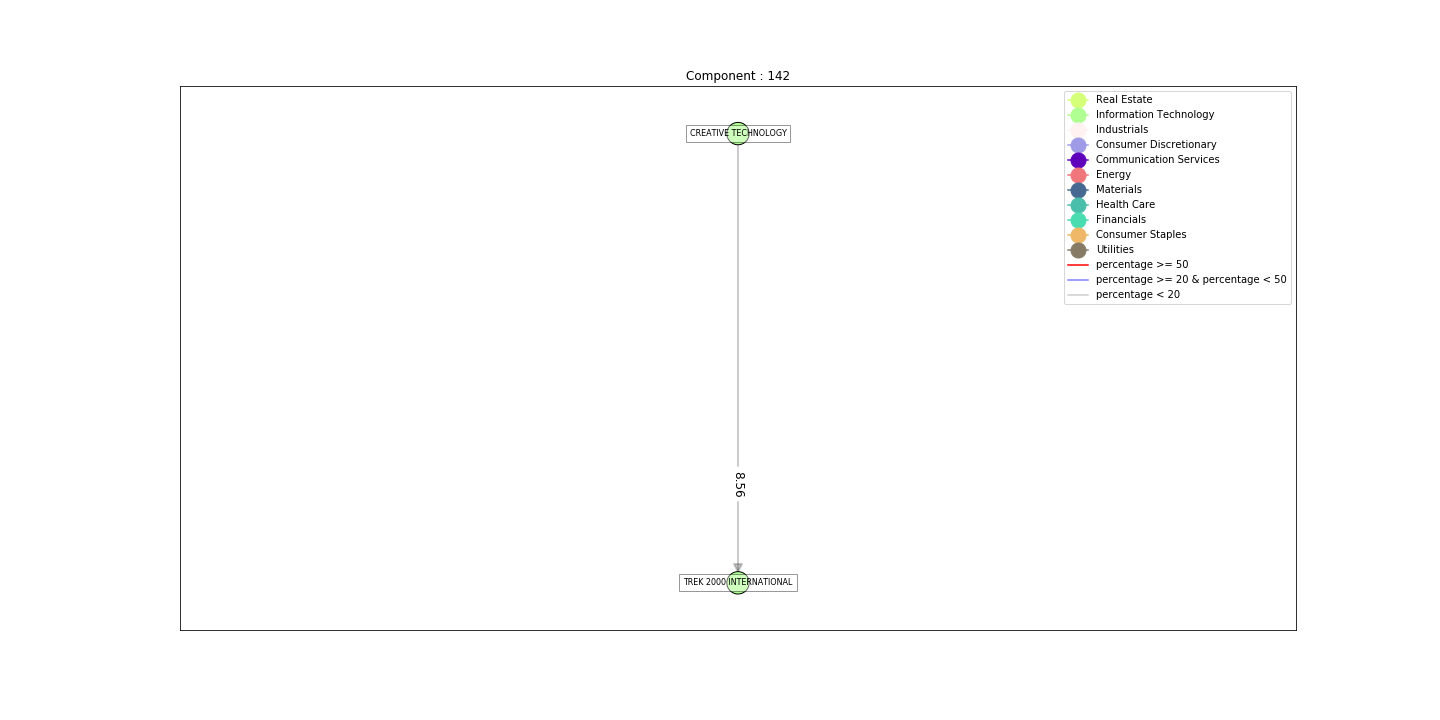 Component : 142
CREATIVE TECHNOLOGY
8.56
TREK 2000 INTERNATIONAL
Real Estate
Information Technology
Industrials
Consumer Discretionary
Communication Services
Energy
Materials
Health Care
Financials
Consumer Staples
Utilities
percentage >= 50
percentage >= 20 & percentage < 50
percentage < 20